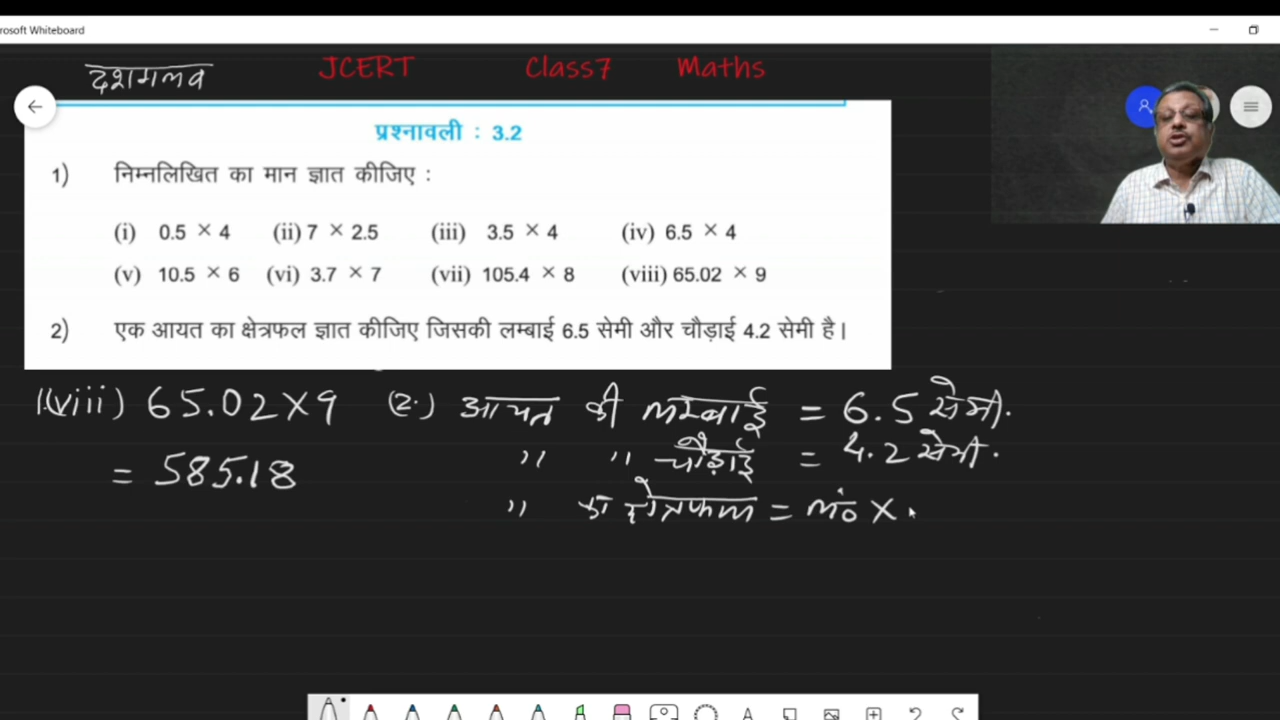 rosoft Whiteboard
दशमलव JCERT Class7 Maths
प्रश्नावली : 3.2
1) निम्नलिखित का मान ज्ञात कीजिए :
(i) 0.5 × 4 (ii) 7 × 2.5 (iii) 3.5 × 4 (iv) 6.5 × 4
(v) 10.5 × 6 (vi) 3.7 × 7 (vii) 105.4 × 8 (viii) 65.02 × 9
2) एक आयत का क्षेत्रफल ज्ञात कीजिए जिसकी लम्बाई 6.5 सेमी और चौड़ाई 4.2 सेमी है।
1.(viii) 65.02×9 (2.) आयत की लम्बाई = 6.5 सेमी.
= 585.18 " " चौड़ाई = 4.2 सेमी.
" का क्षेत्रफल = ल० ×